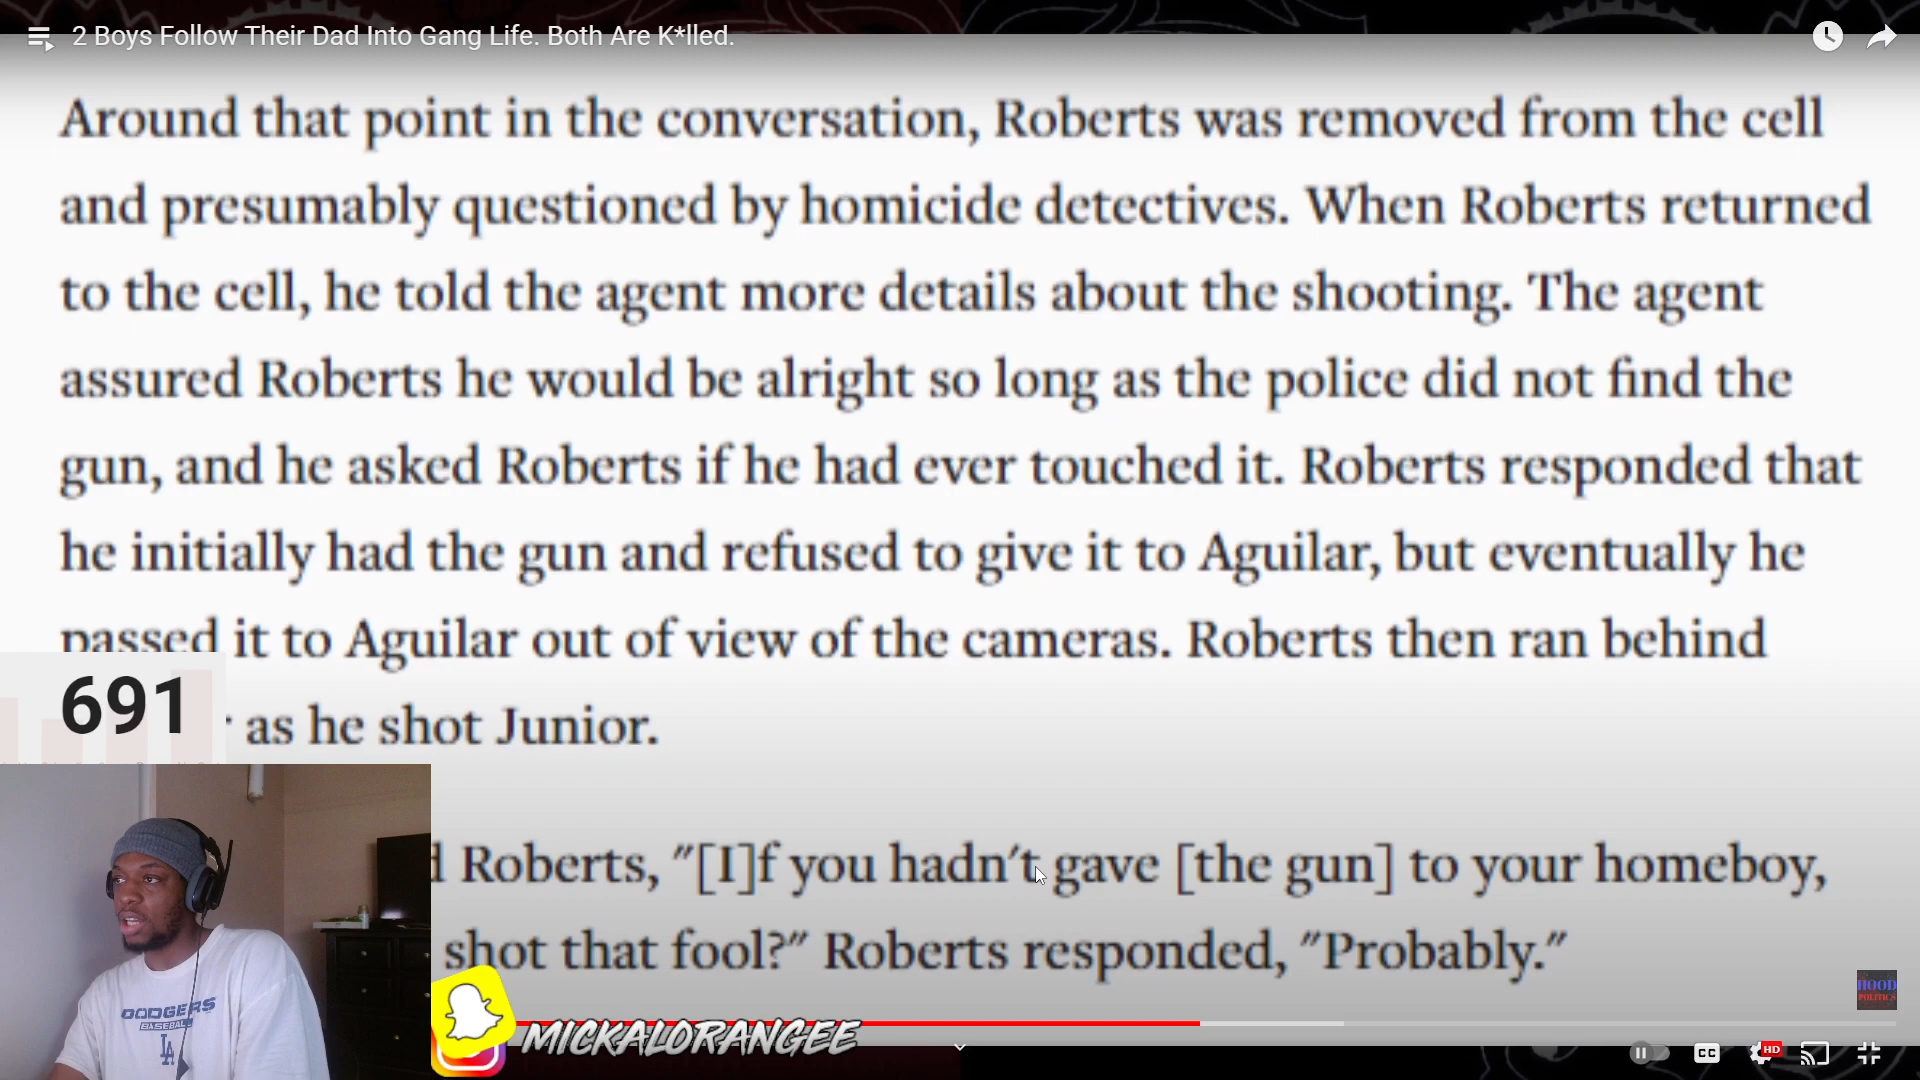 2 Boys Follow Their Dad Into Gang Life. Both Are K*lled.
Around that point in the conversation, Roberts was removed from the cell
and presumably questioned by homicide detectives. When Roberts returned
to the cell, he told the agent more details about the shooting. The agent
assured Roberts he would be alright so long as the police did not find the
gun, and he asked Roberts if he had ever touched it. Roberts responded that
he initially had the gun and refused to give it to Aguilar, but eventually he
passed it to Aguilar out of view of the cameras. Roberts then ran behind
691
as he shot Junior.
Roberts, "[I]f you hadn't gave [the gun] to your homeboy,
shot that fool?" Roberts responded, "Probably."
HOOD
POLITICS
DODGERS
BASEBALL
LA
MICKALORANGEE
CC
HD